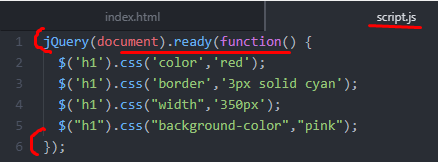 index.html script.js
1 jQuery(document).ready(function() {
2 $('h1').css('color','red');
3 $('h1').css('border','3px solid cyan');
4 $('h1').css("width",'350px');
5 $("h1").css("background-color","pink");
6 });